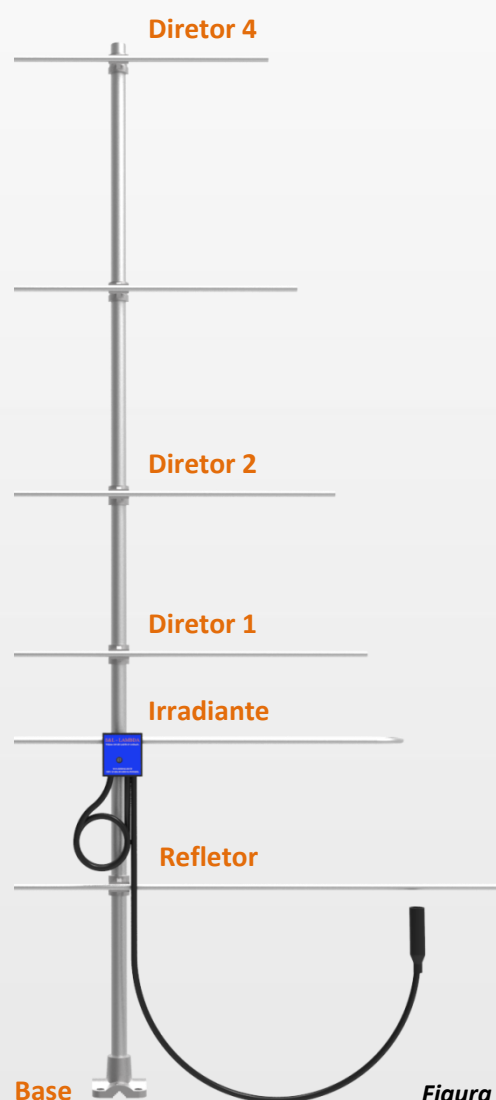 Diretor 4
Diretor 2
Diretor 1
Irradiante
Refletor
Base
Figura